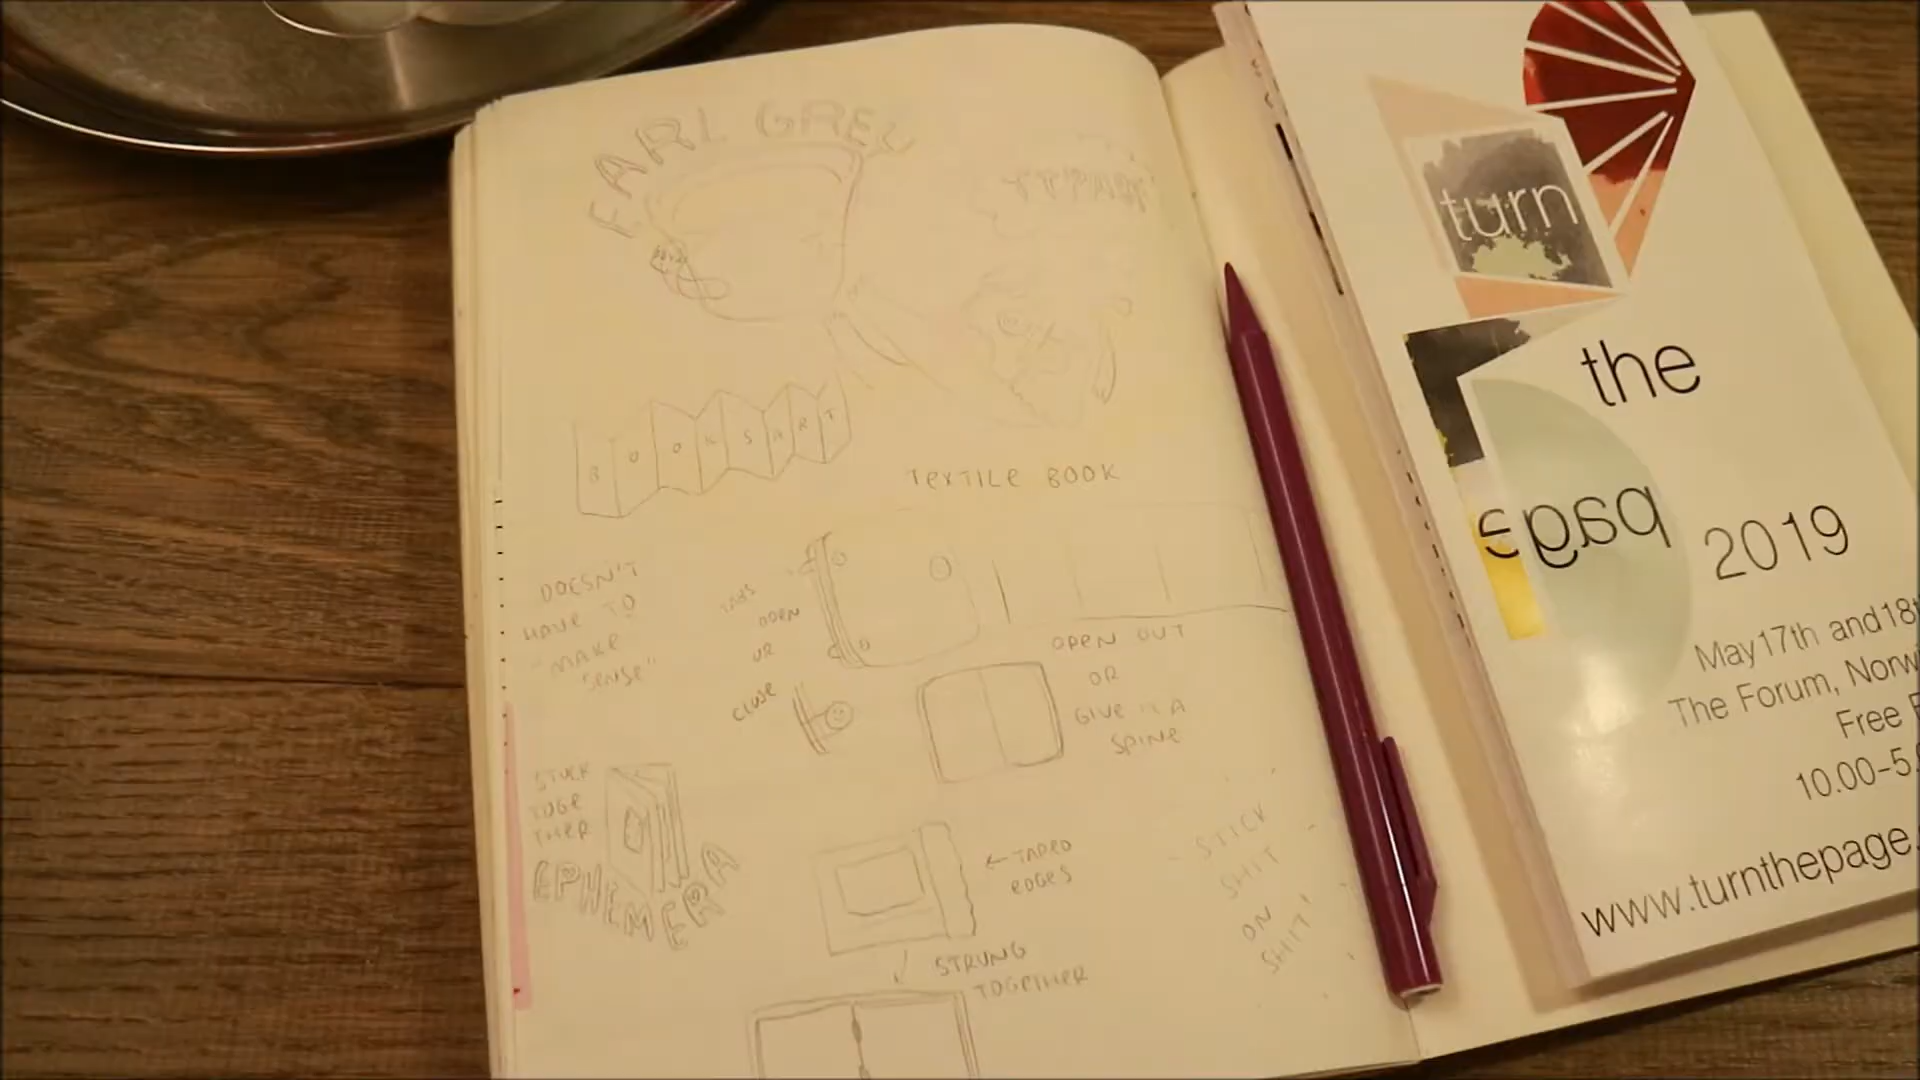 EARL GREY
BOOKSART
TEXTILE BOOK
DOESN'T
HAVE TO
"MAKE
SENSE"
TABS
OPEN
OR
CLOSE
OPEN OUT
OR
GIVE IT A
SPINE
STUCK
TOGE
THER
EPHEMERA
← TAPED
EDGES
STRUNG
TOGETHER
STICK
SHIT
ON
SHIT'
turn
the
page 2019
May17th and18
The Forum, Norw
Free
10.00-5.
www.turnthepage.